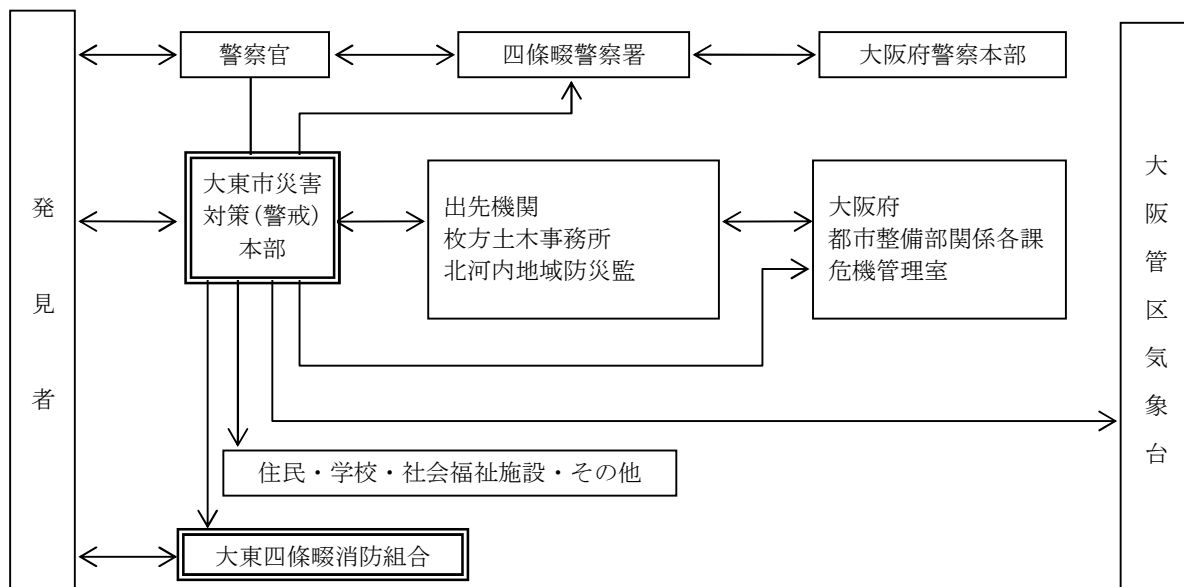 発見者
警察官
四條畷警察署
大阪府警察本部
大東市災害
対策(警戒)
本部
出先機関
枚方土木事務所
北河内地域防災監
大阪府
都市整備部関係各課
危機管理室
大阪管区気象台
住民・学校・社会福祉施設・その他
大東四條畷消防組合